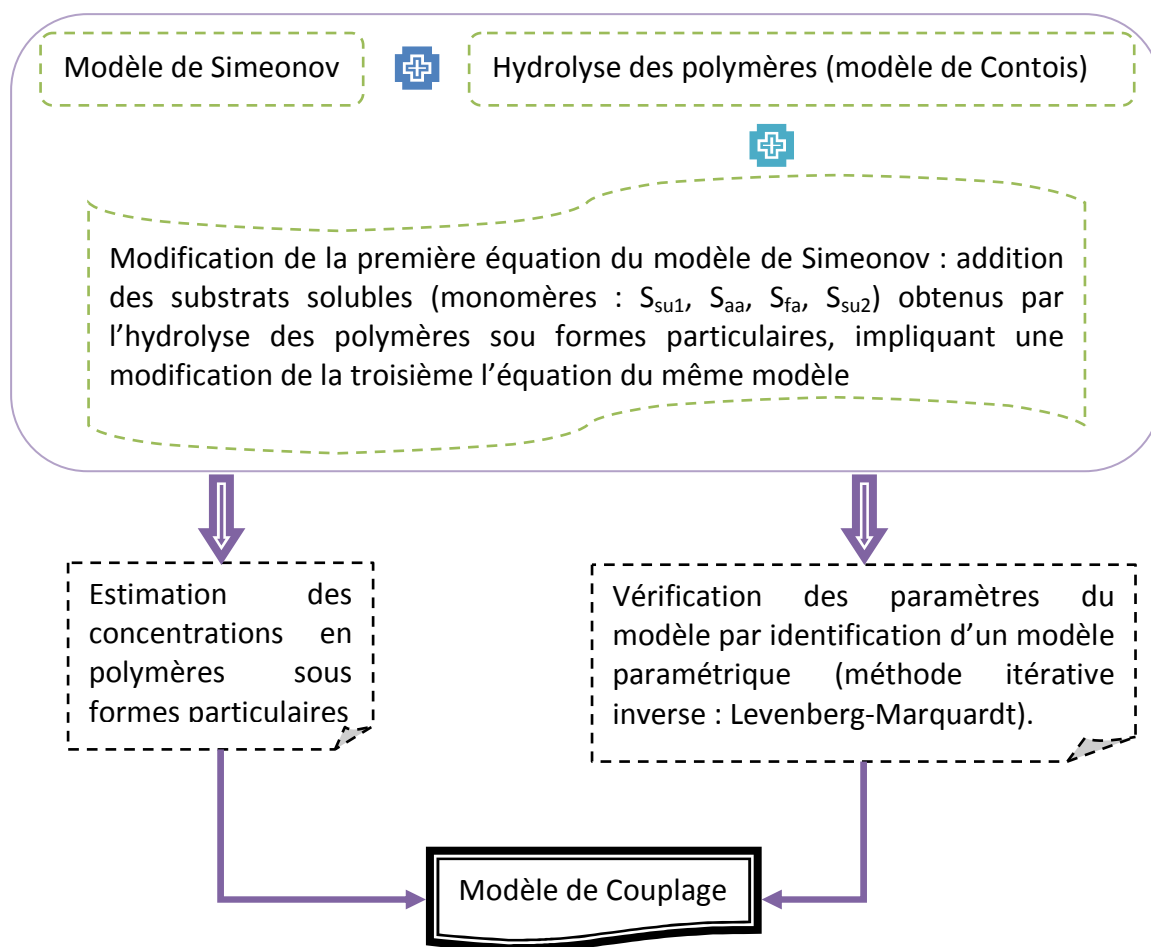 Modèle de Simeonov
Hydrolyse des polymères (modèle de Contois)
Modification de la première équation du modèle de Simeonov : addition
des substrats solubles (monomères : Ssu1, Saa, Sfa, Ssu2) obtenus par
l’hydrolyse des polymères sou formes particulaires, impliquant une
modification de la troisième l’équation du même modèle
Estimation des
concentrations en
polymères sous
formes particulaires
Vérification des paramètres du
modèle par identification d’un modèle
paramétrique (méthode itérative
inverse : Levenberg-Marquardt).
Modèle de Couplage